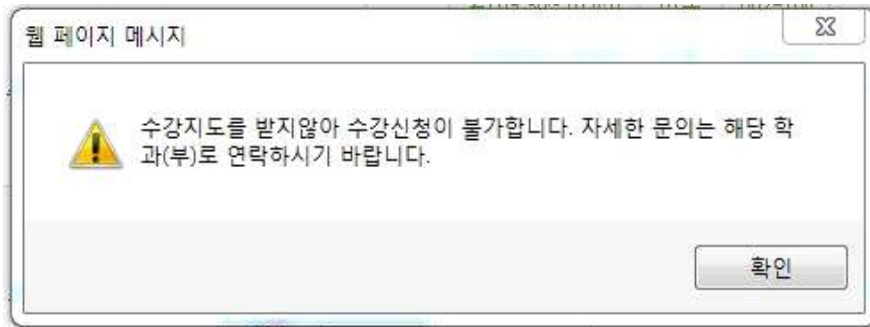 웹 페이지 메시지
수강지도를 받지않아 수강신청이 불가합니다. 자세한 문의는 해당 학
과(부)로 연락하시기 바랍니다.
확인